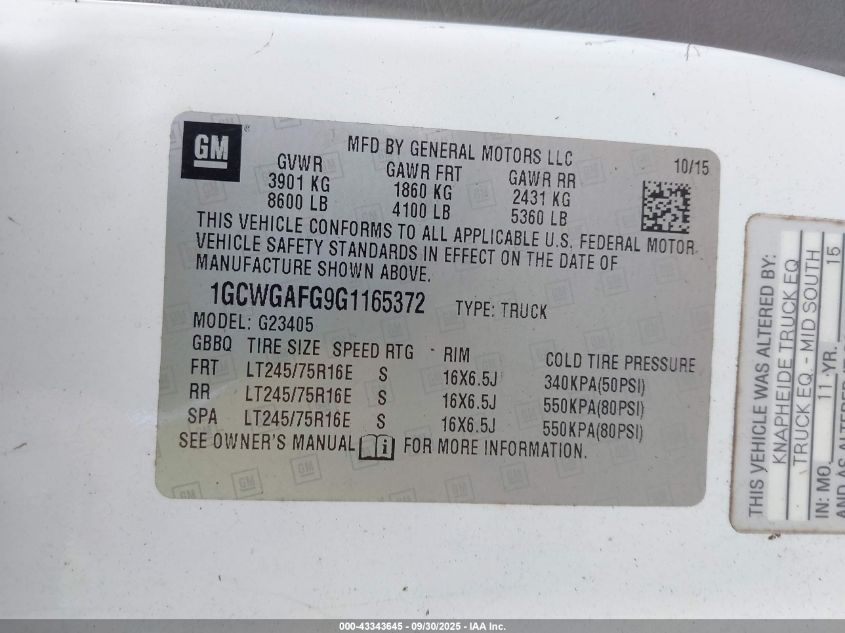 GM
MFD BY GENERAL MOTORS LLC
10/15
GVWR GAWR FRT GAWR RR
3901 KG 1860 KG 2431 KG
8600 LB 4100 LB 5360 LB
THIS VEHICLE CONFORMS TO ALL APPLICABLE U.S. FEDERAL MOTOR
VEHICLE SAFETY STANDARDS IN EFFECT ON THE DATE OF
MANUFACTURE SHOWN ABOVE.
1GCWGAFG9G1165372 TYPE: TRUCK
MODEL: G23405
GBBQ TIRE SIZE SPEED RTG RIM COLD TIRE PRESSURE
FRT LT245/75R16E S 16X6.5J 340KPA(50PSI)
RR LT245/75R16E S 16X6.5J 550KPA(80PSI)
SPA LT245/75R16E S 16X6.5J 550KPA(80PSI)
SEE OWNER'S MANUAL i FOR MORE INFORMATION.
THIS VEHICLE WAS ALTERED BY:
KNAPHEIDE TRUCK EQ
TRUCK EQ. - MID SOUTH
IN: MO. 11 YR. 15
AND AS ALTERED
000-43343645 - 09/30/2025 - IAA Inc.